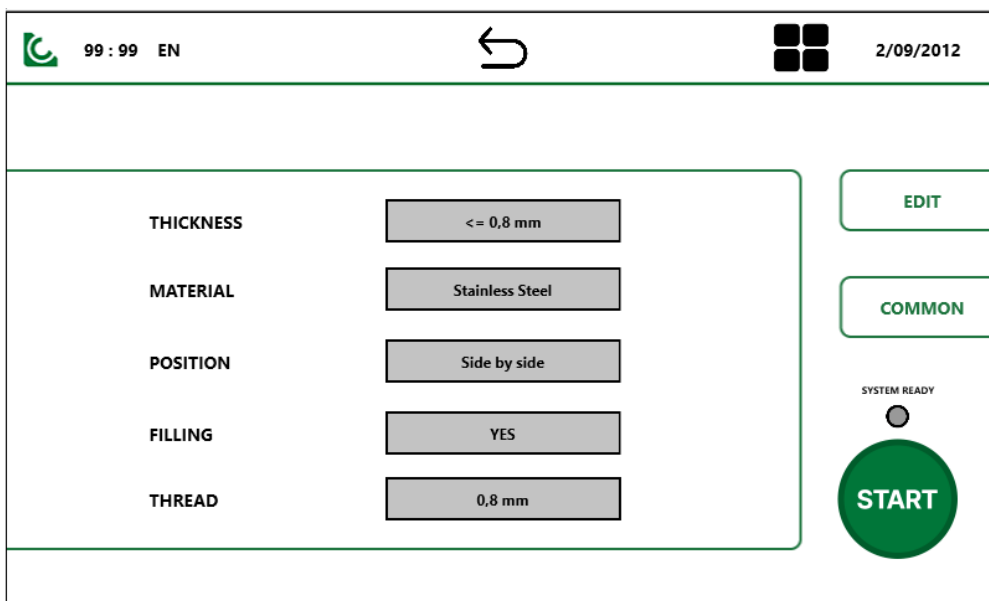 99 : 99 EN 2/09/2012
THICKNESS <= 0,8 mm
EDIT
MATERIAL Stainless Steel
COMMON
POSITION Side by side
SYSTEM READY
FILLING YES
THREAD 0,8 mm
START